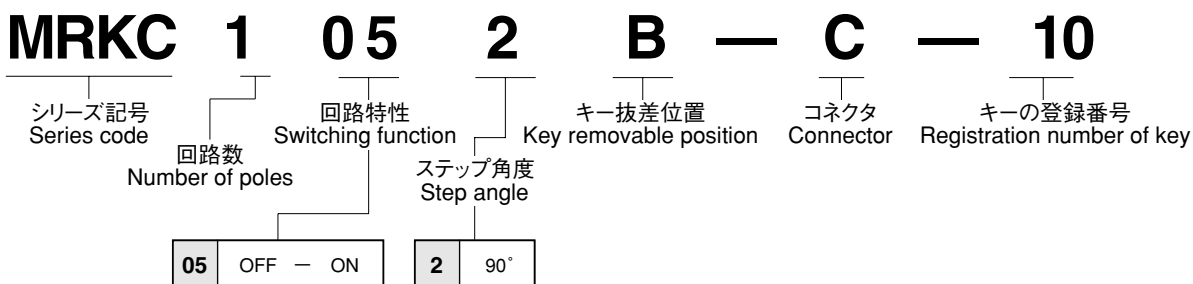 MRKC 1 05 2 B — C — 10
シリーズ記号
Series code
回路数
Number of poles
回路特性
Switching function
ステップ角度
Step angle
キー抜差位置
Key removable position
コネクタ
Connector
キーの登録番号
Registration number of key
05 OFF — ON
2 90°